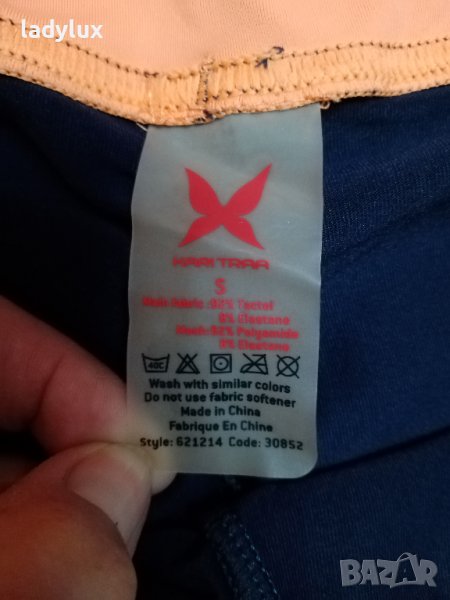 ladylux
KARI TRAA
S
Main fabric :92% Tactel
8% Elastane
Mesh:92% Polyamide
8% Elastane
40C
Wash with similar colors
Do not use fabric softener
Made in China
Fabrique En Chine
Style: 621214 Code: 30852
BAZAR